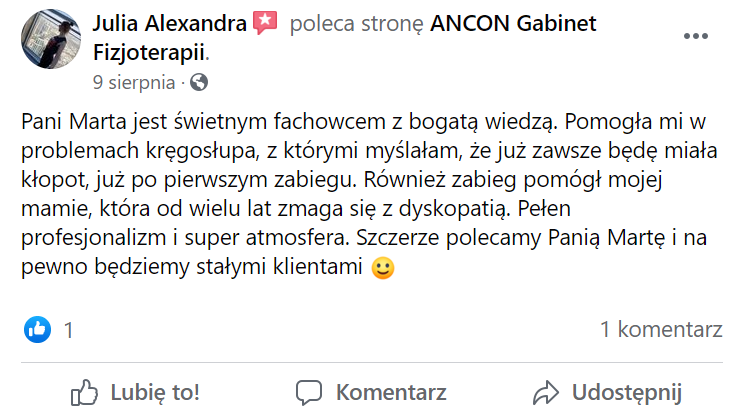 Julia Alexandra poleca stronę ANCON Gabinet
Fizjoterapii.
9 sierpnia ·
Pani Marta jest świetnym fachowcem z bogatą wiedzą. Pomogła mi w
problemach kręgosłupa, z którymi myślałam, że już zawsze będę miała
kłopot, już po pierwszym zabiegu. Również zabieg pomógł mojej
mamie, która od wielu lat zmaga się z dyskopatią. Pełen
profesjonalizm i super atmosfera. Szczerze polecamy Panią Martę i na
pewno będziemy stałymi klientami 🙂
1 1 komentarz
Lubię to! Komentarz Udostępnij